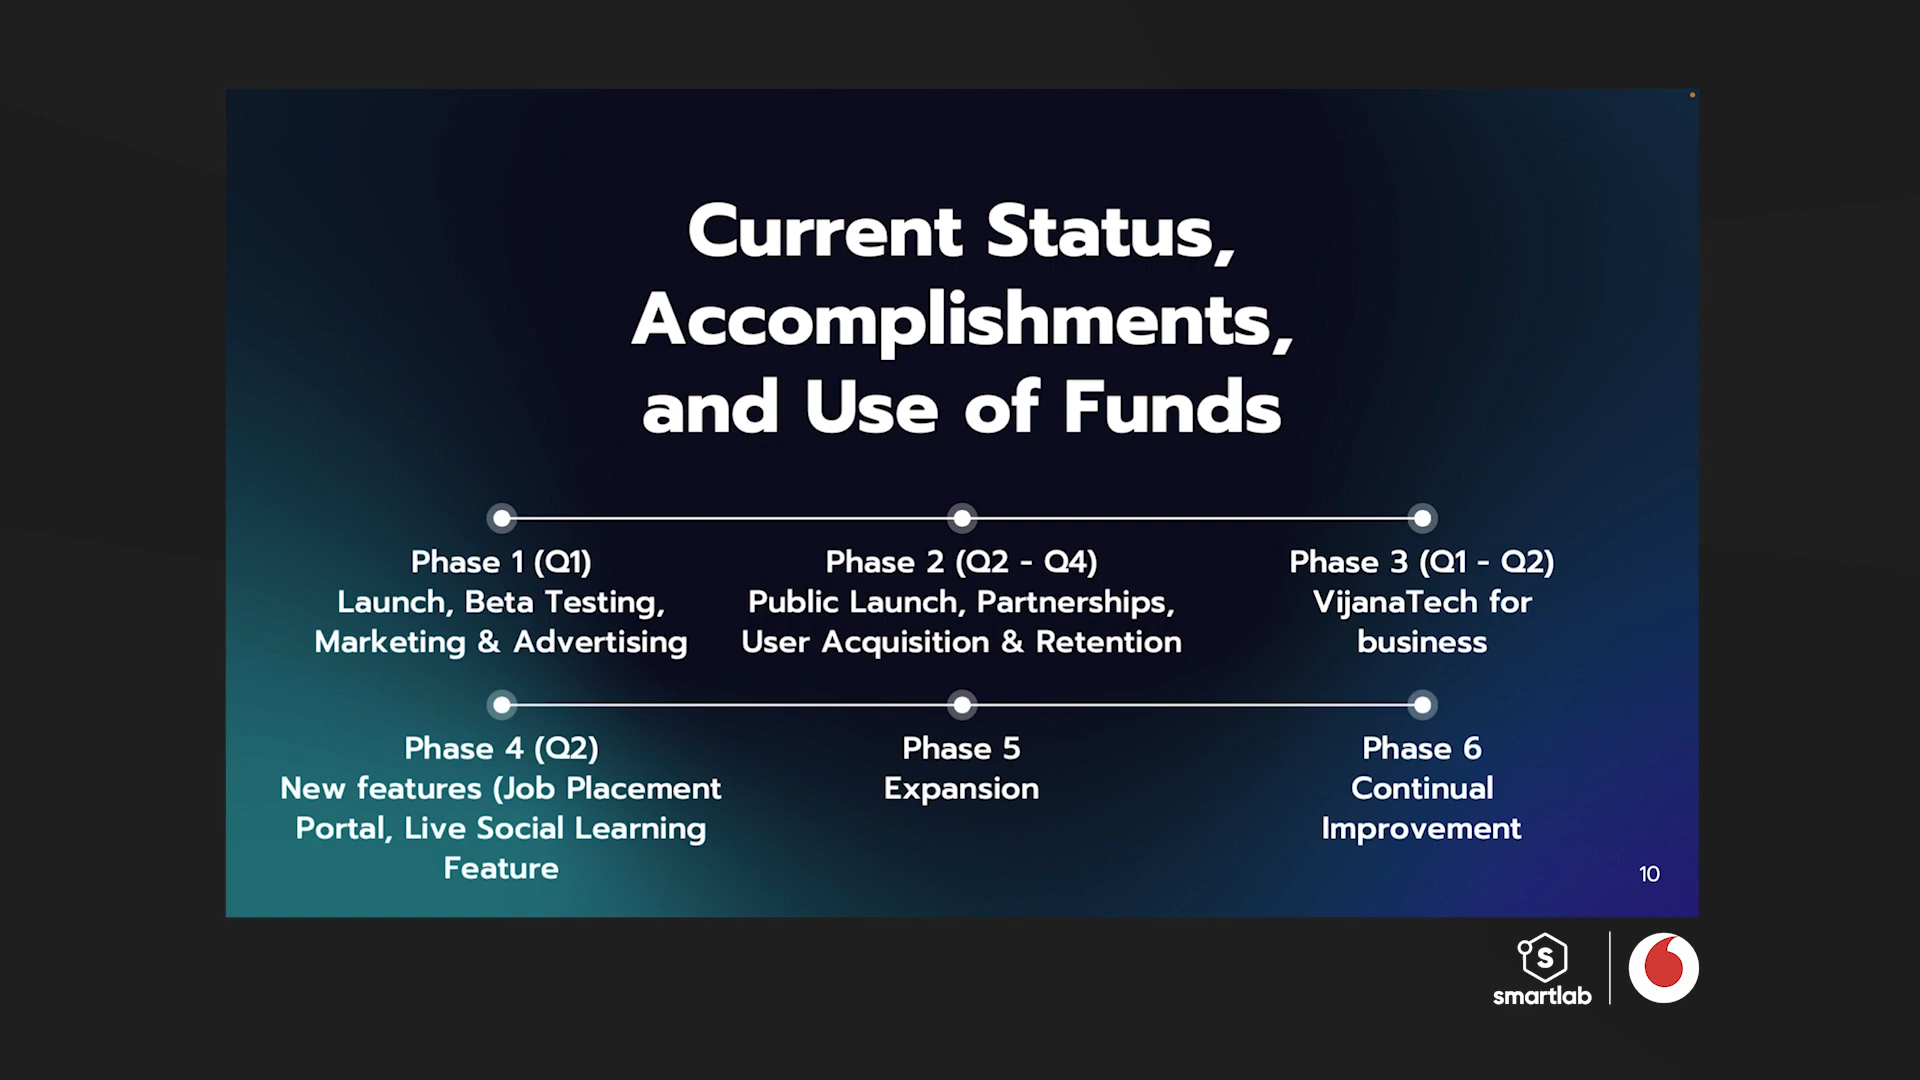 Current Status,
Accomplishments,
and Use of Funds
Phase 1 (Q1)
Launch, Beta Testing,
Marketing & Advertising
Phase 2 (Q2 - Q4)
Public Launch, Partnerships,
User Acquisition & Retention
Phase 3 (Q1 - Q2)
VijanaTech for
business
Phase 4 (Q2)
New features (Job Placement
Portal, Live Social Learning
Feature
Phase 5
Expansion
Phase 6
Continual
Improvement
10
S
smartlab